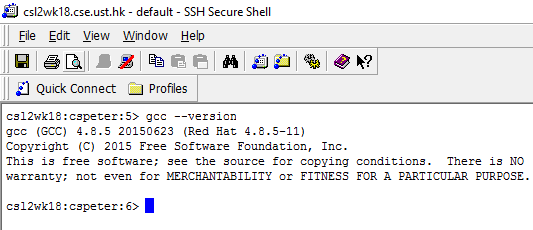 csl2wk18.cse.ust.hk - default - SSH Secure Shell
File Edit View Window Help
Quick Connect Profiles
csl2wk18:cspeter:5> gcc --version
gcc (GCC) 4.8.5 20150623 (Red Hat 4.8.5-11)
Copyright (C) 2015 Free Software Foundation, Inc.
This is free software; see the source for copying conditions.  There is NO
warranty; not even for MERCHANTABILITY or FITNESS FOR A PARTICULAR PURPOSE.
csl2wk18:cspeter:6>